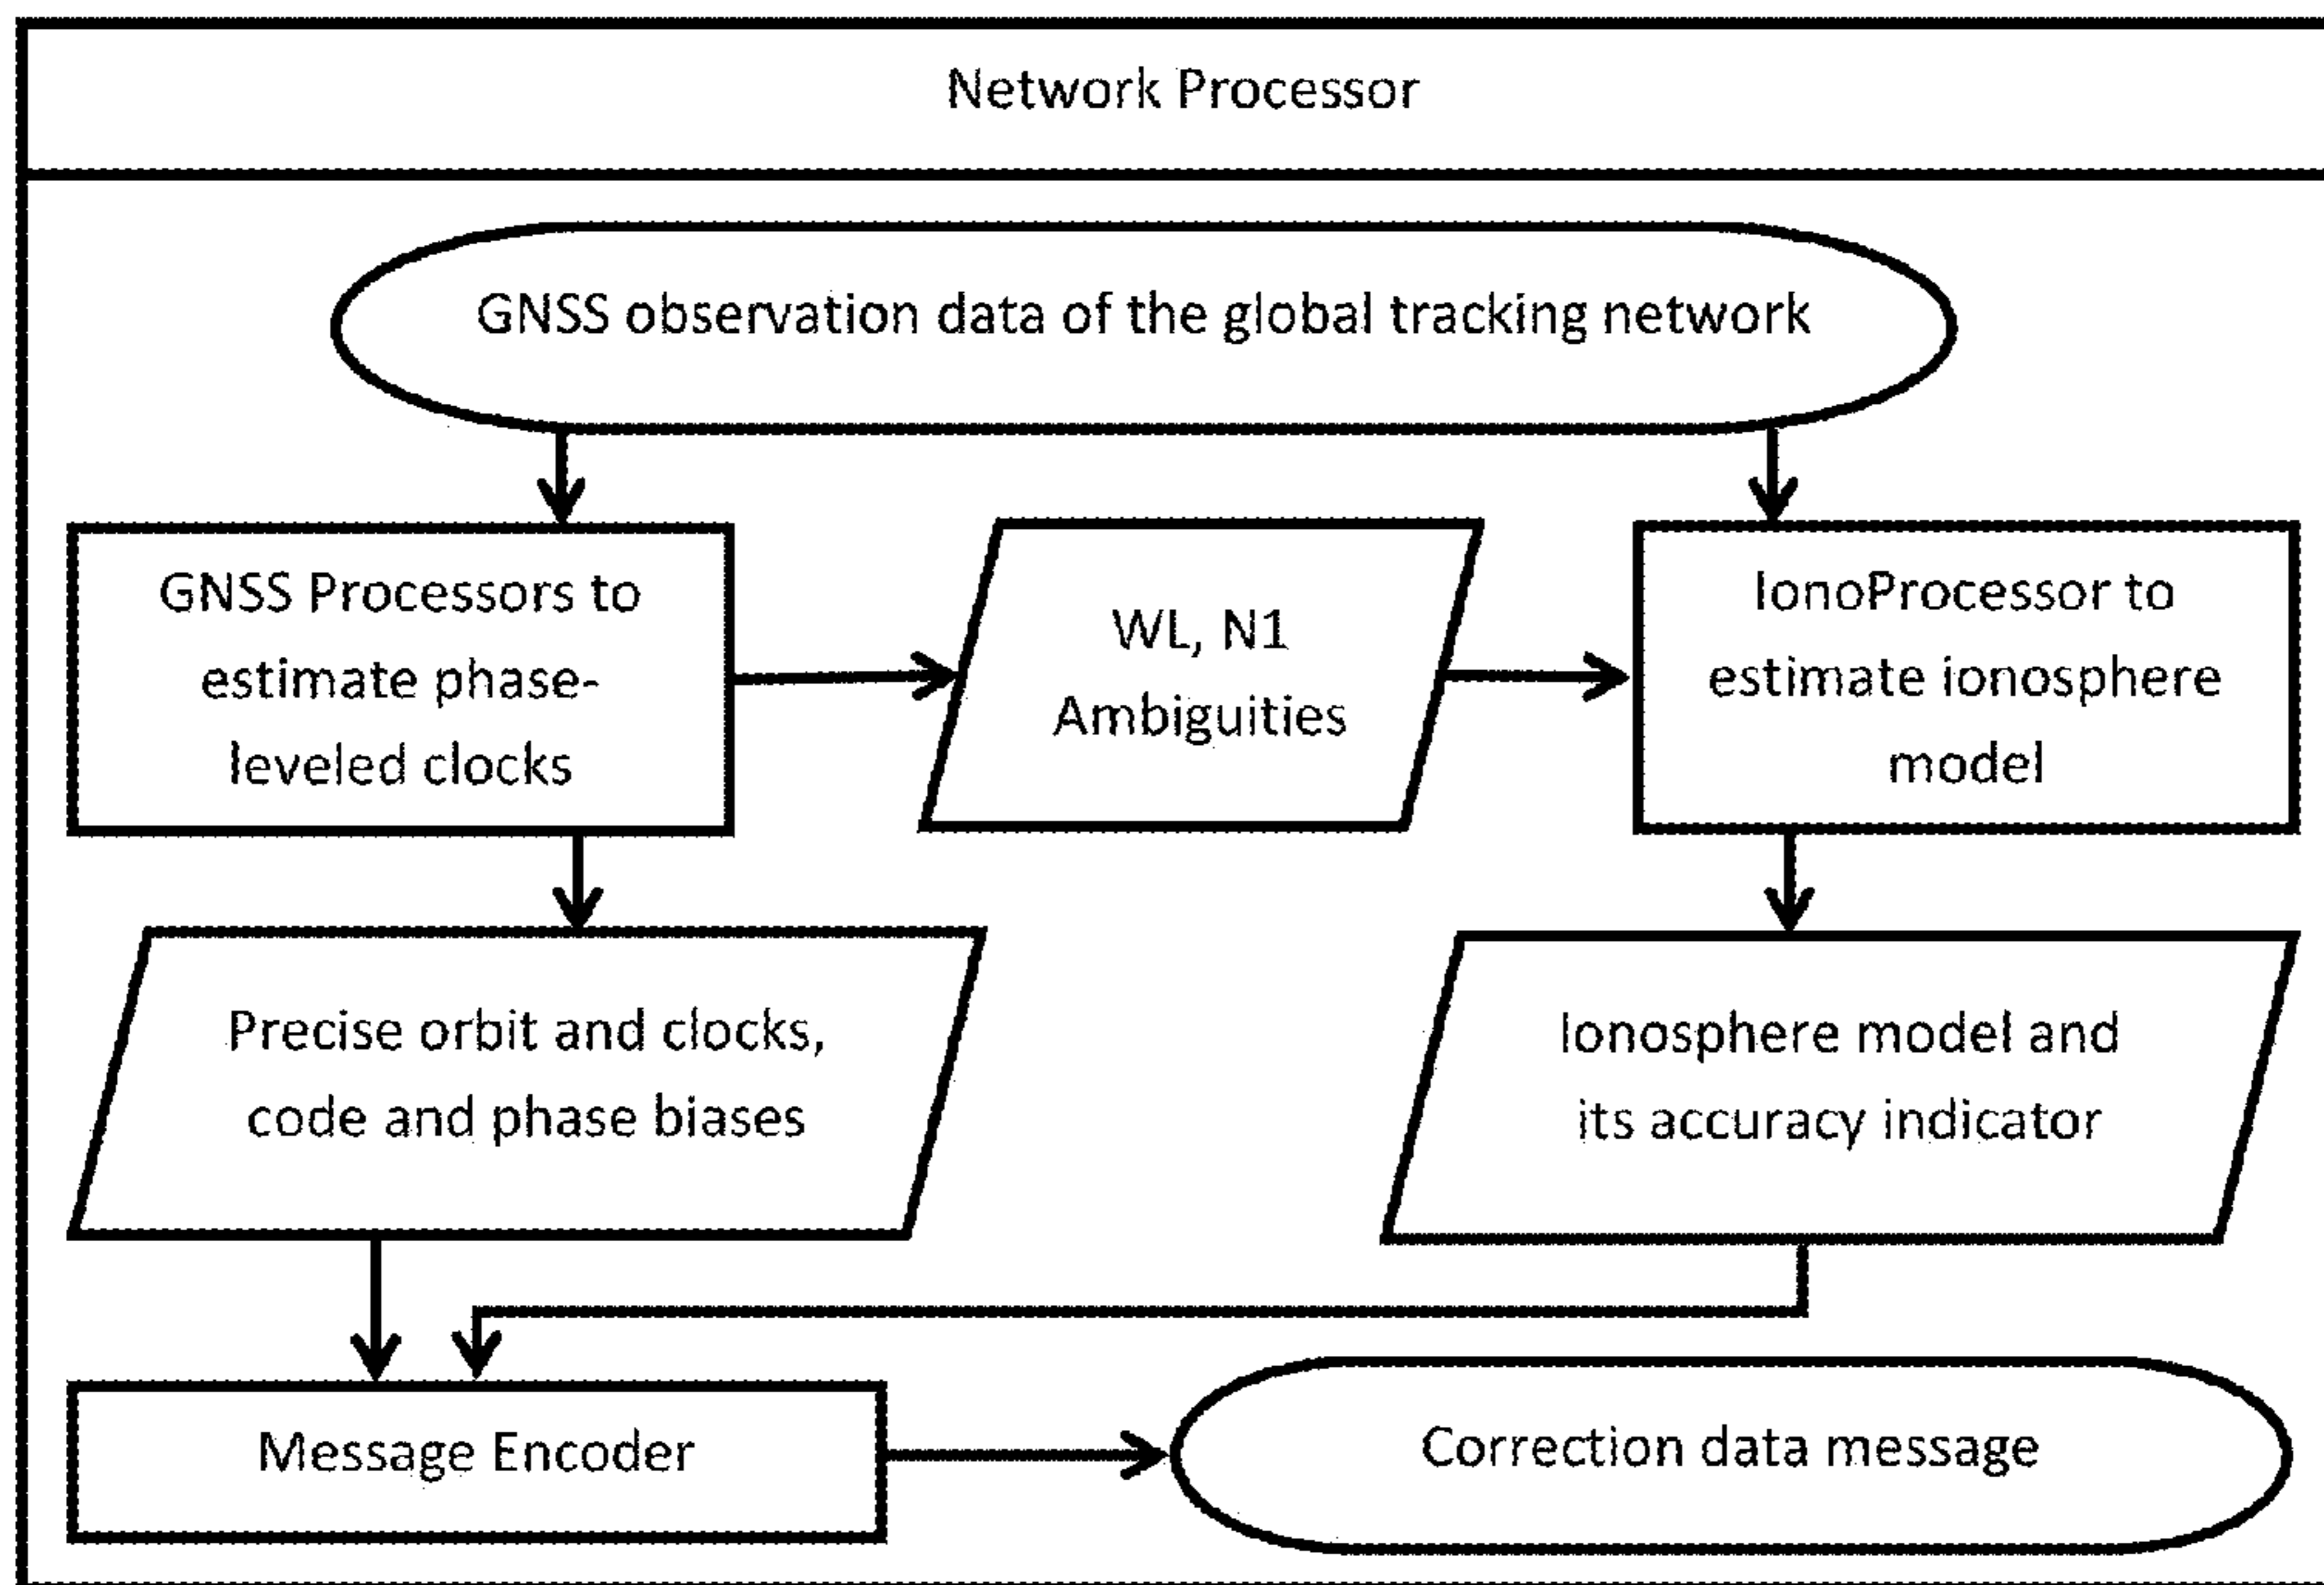 Network Processor
GNSS observation data of the global tracking network
GNSS Processors to
estimate phase-
leveled clocks
WL, N1
Ambiguities
IonoProcessor to
estimate ionosphere
model
Precise orbit and clocks,
code and phase biases
Ionosphere model and
its accuracy indicator
Message Encoder
Correction data message